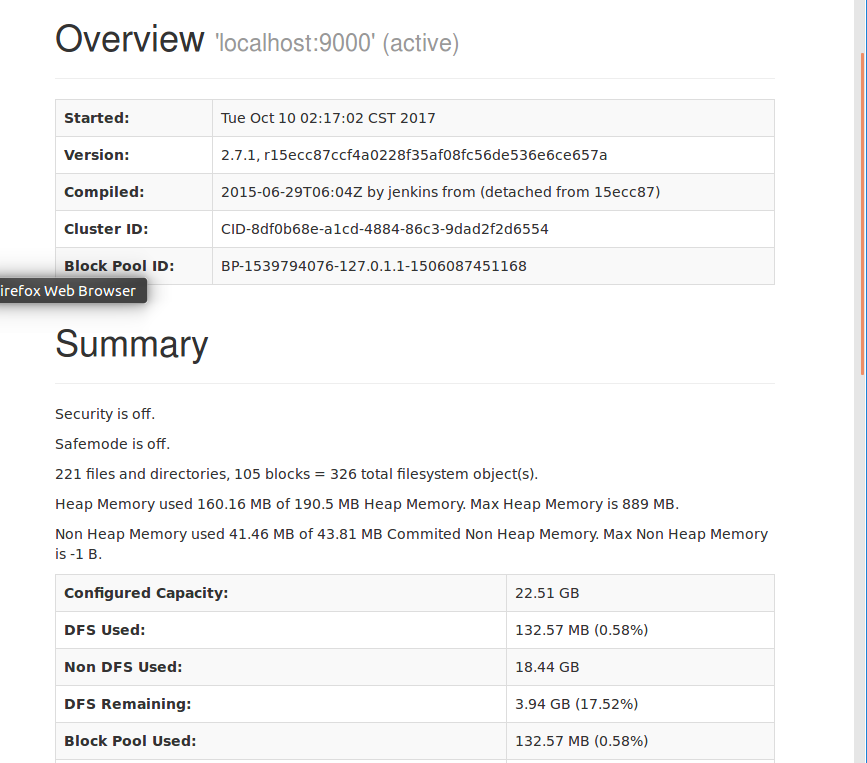 Overview 'localhost:9000' (active)
Started: Tue Oct 10 02:17:02 CST 2017
Version: 2.7.1, r15ecc87ccf4a0228f35af08fc56de536e6ce657a
Compiled: 2015-06-29T06:04Z by jenkins from (detached from 15ecc87)
Cluster ID: CID-8df0b68e-a1cd-4884-86c3-9dad2f2d6554
Block Pool ID: BP-1539794076-127.0.1.1-1506087451168
irefox Web Browser
Summary
Security is off.
Safemode is off.
221 files and directories, 105 blocks = 326 total filesystem object(s).
Heap Memory used 160.16 MB of 190.5 MB Heap Memory. Max Heap Memory is 889 MB.
Non Heap Memory used 41.46 MB of 43.81 MB Commited Non Heap Memory. Max Non Heap Memory
is -1 B.
Configured Capacity: 22.51 GB
DFS Used: 132.57 MB (0.58%)
Non DFS Used: 18.44 GB
DFS Remaining: 3.94 GB (17.52%)
Block Pool Used: 132.57 MB (0.58%)